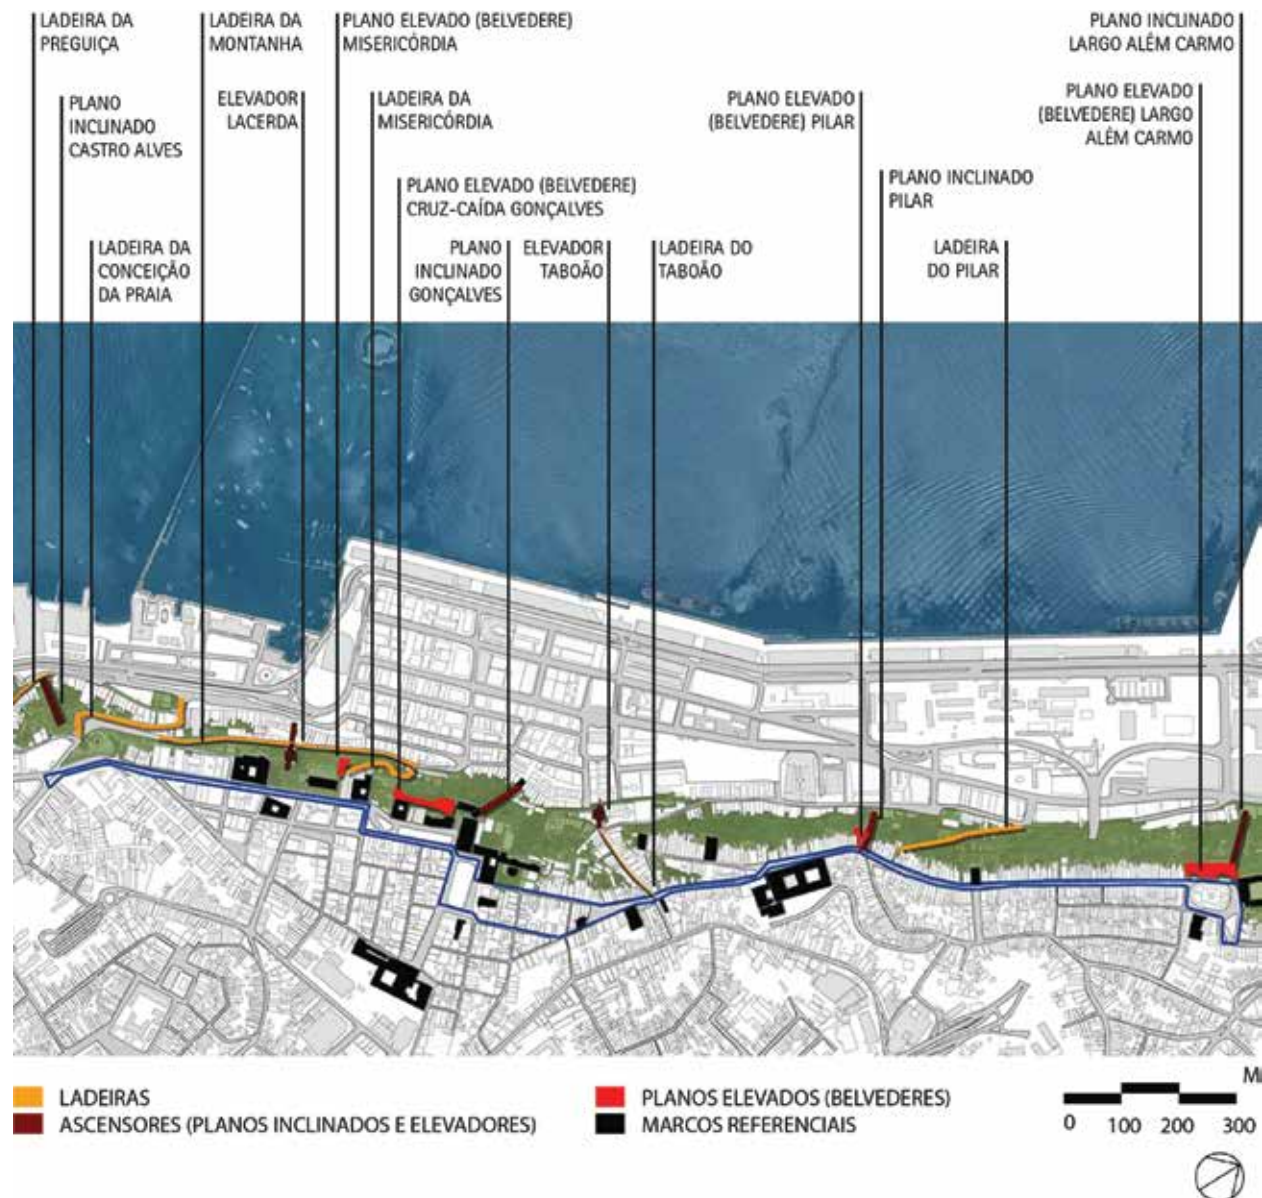 LADEIRA DA
PREGUIÇA
LADEIRA DA
MONTANHA
PLANO ELEVADO (BELVEDERE)
MISERICÓRDIA
PLANO INCLINADO
LARGO ALÉM CARMO
PLANO
INCLINADO
CASTRO ALVES
ELEVADOR
LACERDA
LADEIRA DA
MISERICÓRDIA
PLANO ELEVADO
(BELVEDERE) PILAR
PLANO ELEVADO
(BELVEDERE) LARGO
ALÉM CARMO
PLANO ELEVADO (BELVEDERE)
CRUZ-CAÍDA GONÇALVES
PLANO INCLINADO
PILAR
LADEIRA DA
CONCEIÇÃO
DA PRAIA
PLANO
INCLINADO
GONÇALVES
ELEVADOR
TABOÃO
LADEIRA DO
TABOÃO
LADEIRA
DO PILAR
LADEIRAS
ASCENSORES (PLANOS INCLINADOS E ELEVADORES)
PLANOS ELEVADOS (BELVEDERES)
MARCOS REFERENCIAIS
0 100 200 300